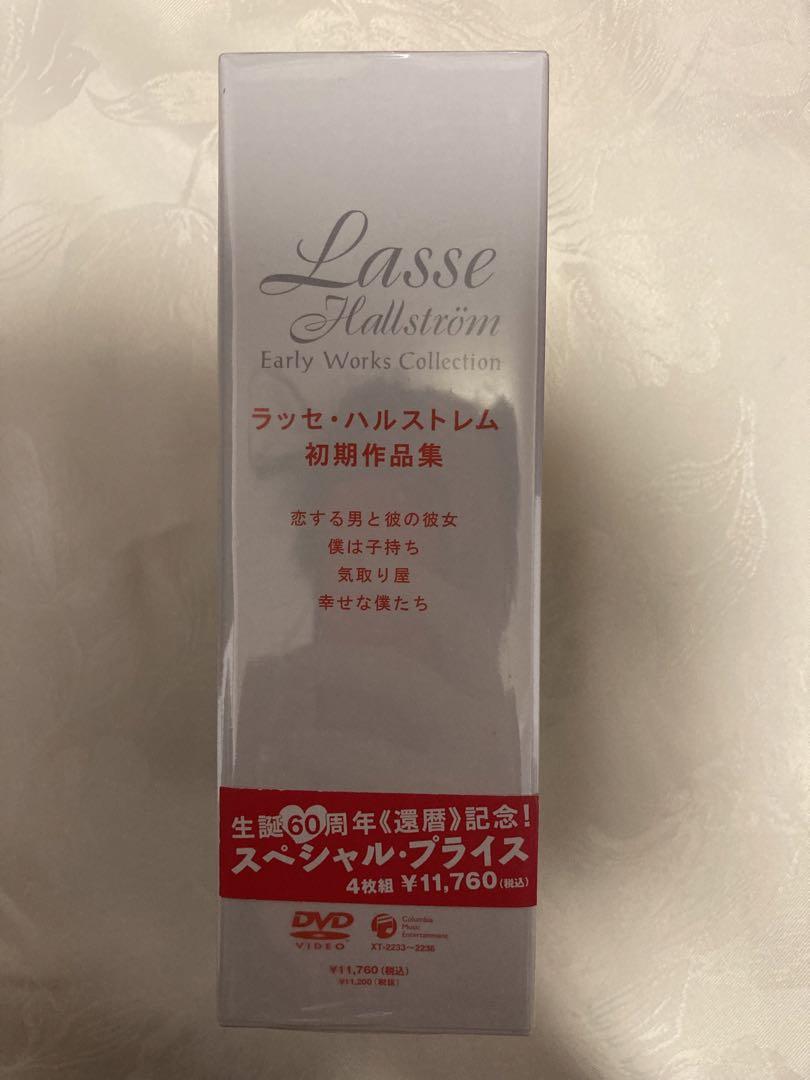 Lasse
Hallström
Early Works Collection
ラッセ・ハルストレム
初期作品集
恋する男と彼の彼女
僕は子持ち
気取り屋
幸せな僕たち
生誕60周年《還暦》記念!
スペシャル・プライス
4枚組 ¥11,760(税込)
DVD
VIDEO
Columbia
Music
Entertainment
XT-2233〜2236
¥11,760(税込)
¥11,200(税抜)